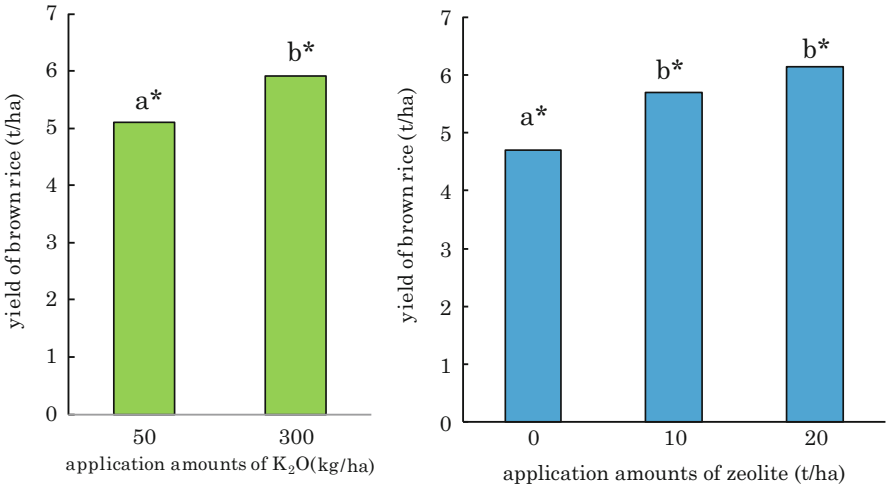 yield of brown rice (t/ha)
7
6
5
4
3
2
1
0
a*
b*
50
300
application amounts of K₂O(kg/ha)
yield of brown rice (t/ha)
7
6
5
4
3
2
1
0
a*
b*
b*
0
10
20
application amounts of zeolite (t/ha)